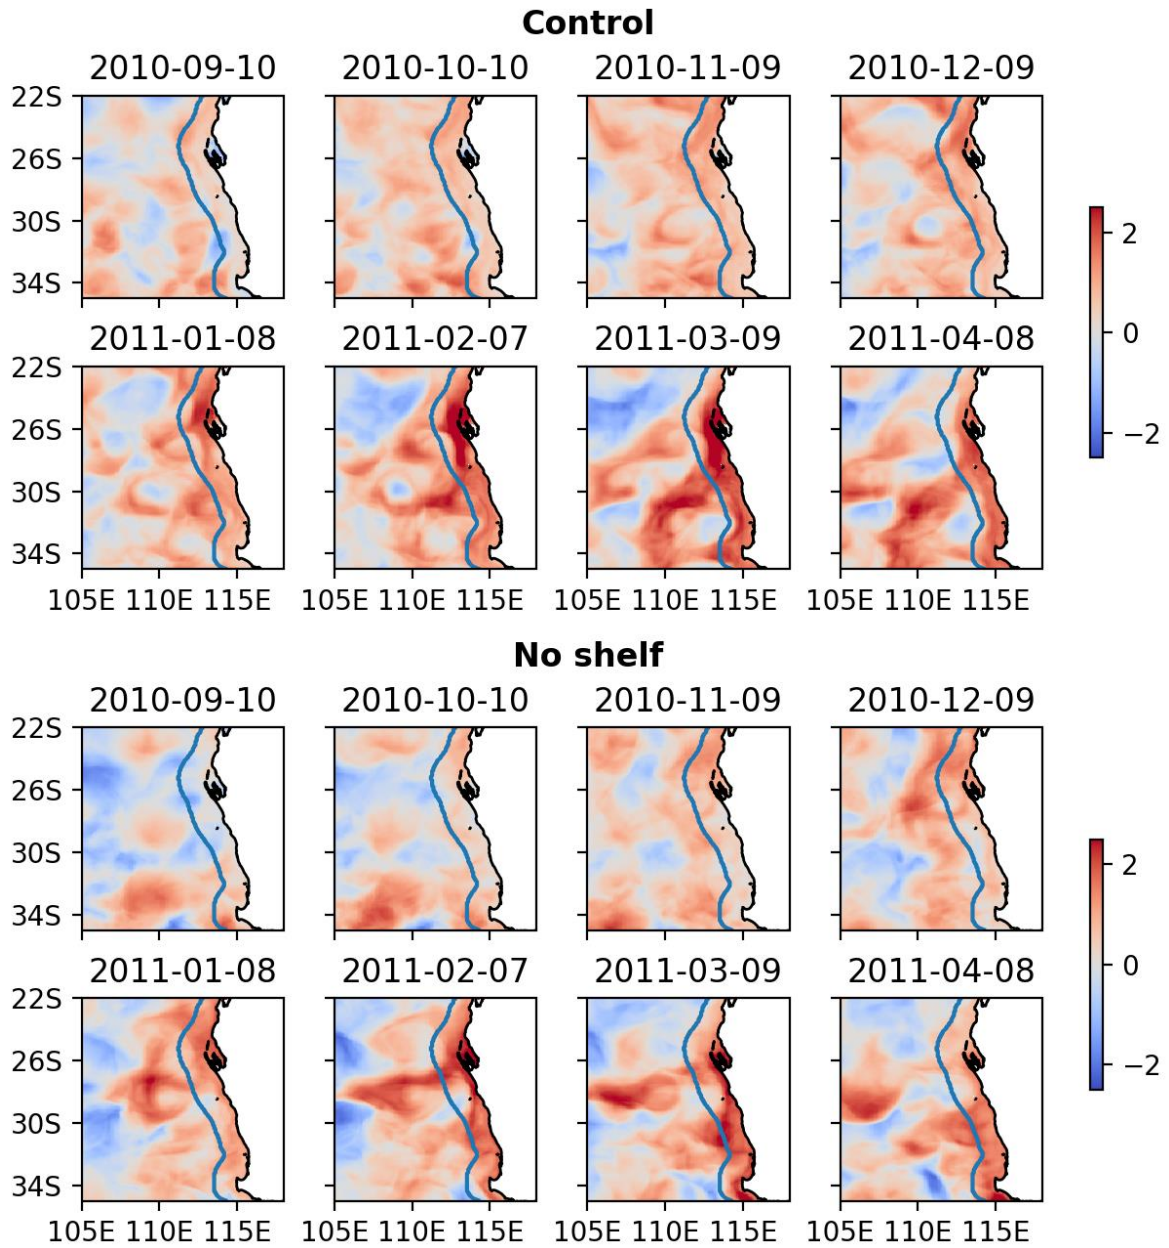 Control
2010-09-10 2010-10-10 2010-11-09 2010-12-09
22S
26S
30S
34S
2
0
−2
2011-01-08 2011-02-07 2011-03-09 2011-04-08
22S
26S
30S
34S
105E 110E 115E 105E 110E 115E 105E 110E 115E 105E 110E 115E
No shelf
2010-09-10 2010-10-10 2010-11-09 2010-12-09
22S
26S
30S
34S
2
0
−2
2011-01-08 2011-02-07 2011-03-09 2011-04-08
22S
26S
30S
34S
105E 110E 115E 105E 110E 115E 105E 110E 115E 105E 110E 115E